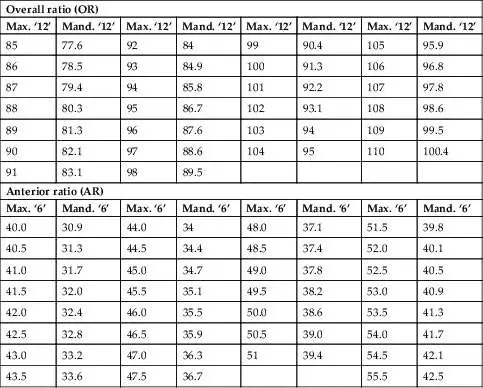 Overall ratio (OR)
Max. ‘12’ Mand. ‘12’ Max. ‘12’ Mand. ‘12’ Max. ‘12’ Mand. ‘12’ Max. ‘12’ Mand. ‘12’
85 77.6 92 84 99 90.4 105 95.9
86 78.5 93 84.9 100 91.3 106 96.8
87 79.4 94 85.8 101 92.2 107 97.8
88 80.3 95 86.7 102 93.1 108 98.6
89 81.3 96 87.6 103 94 109 99.5
90 82.1 97 88.6 104 95 110 100.4
91 83.1 98 89.5
Anterior ratio (AR)
Max. ‘6’ Mand. ‘6’ Max. ‘6’ Mand. ‘6’ Max. ‘6’ Mand. ‘6’ Max. ‘6’ Mand. ‘6’
40.0 30.9 44.0 34 48.0 37.1 51.5 39.8
40.5 31.3 44.5 34.4 48.5 37.4 52.0 40.1
41.0 31.7 45.0 34.7 49.0 37.8 52.5 40.5
41.5 32.0 45.5 35.1 49.5 38.2 53.0 40.9
42.0 32.4 46.0 35.5 50.0 38.6 53.5 41.3
42.5 32.8 46.5 35.9 50.5 39.0 54.0 41.7
43.0 33.2 47.0 36.3 51 39.4 54.5 42.1
43.5 33.6 47.5 36.7 55.5 42.5